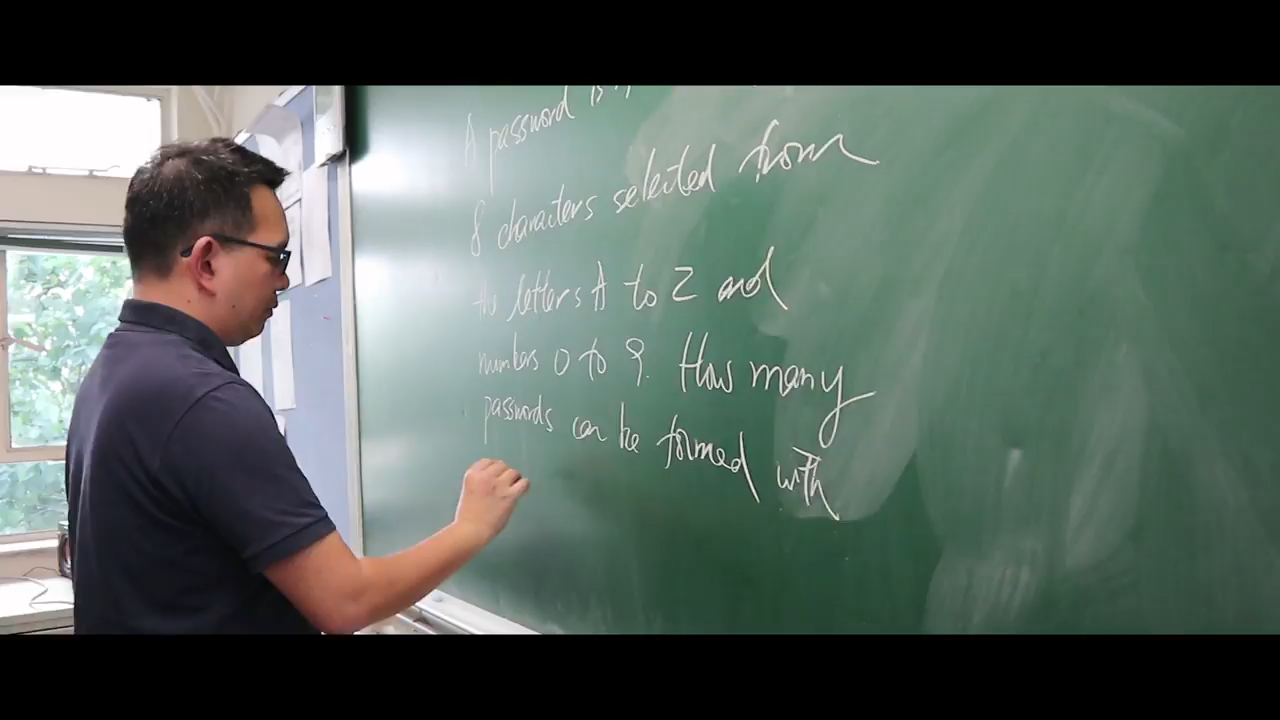 A password is
8 characters selected from
the letters A to Z and
numbers 0 to 9. How many
passwords can be formed with